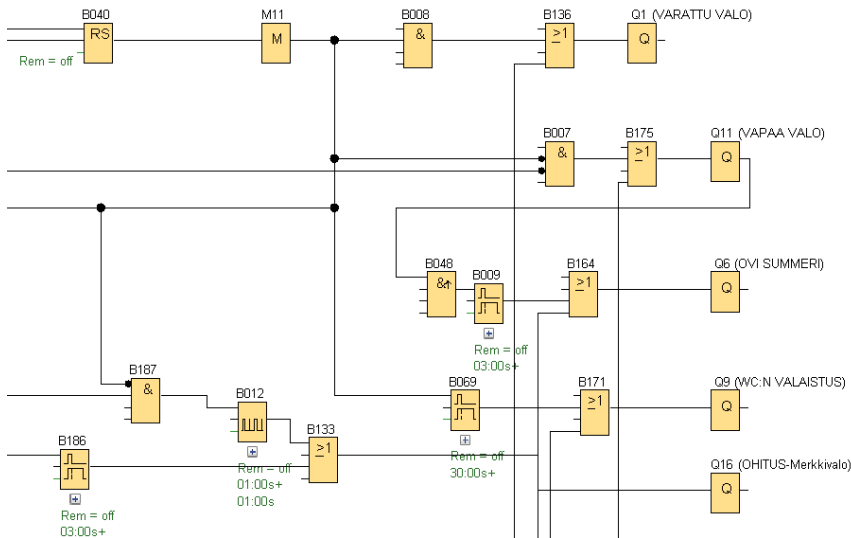 B040
RS
Rem = off
M11
M
B008
&
B136
>1
Q1 (VARATTU VALO)
Q
B007
&
B175
>1
Q11 (VAPAA VALO)
Q
B048
&↑
B009
Rem = off
03:00s+
B164
>1
Q6 (OVI SUMMERI)
Q
B187
&
B012
Rem = off
01:00s+
01:00s
B133
>1
B069
Rem = off
30:00s+
B171
>1
Q9 (WC:N VALAISTUS)
Q
B186
Rem = off
03:00s+
Q16 (OHITUS-Merkkivalo)
Q